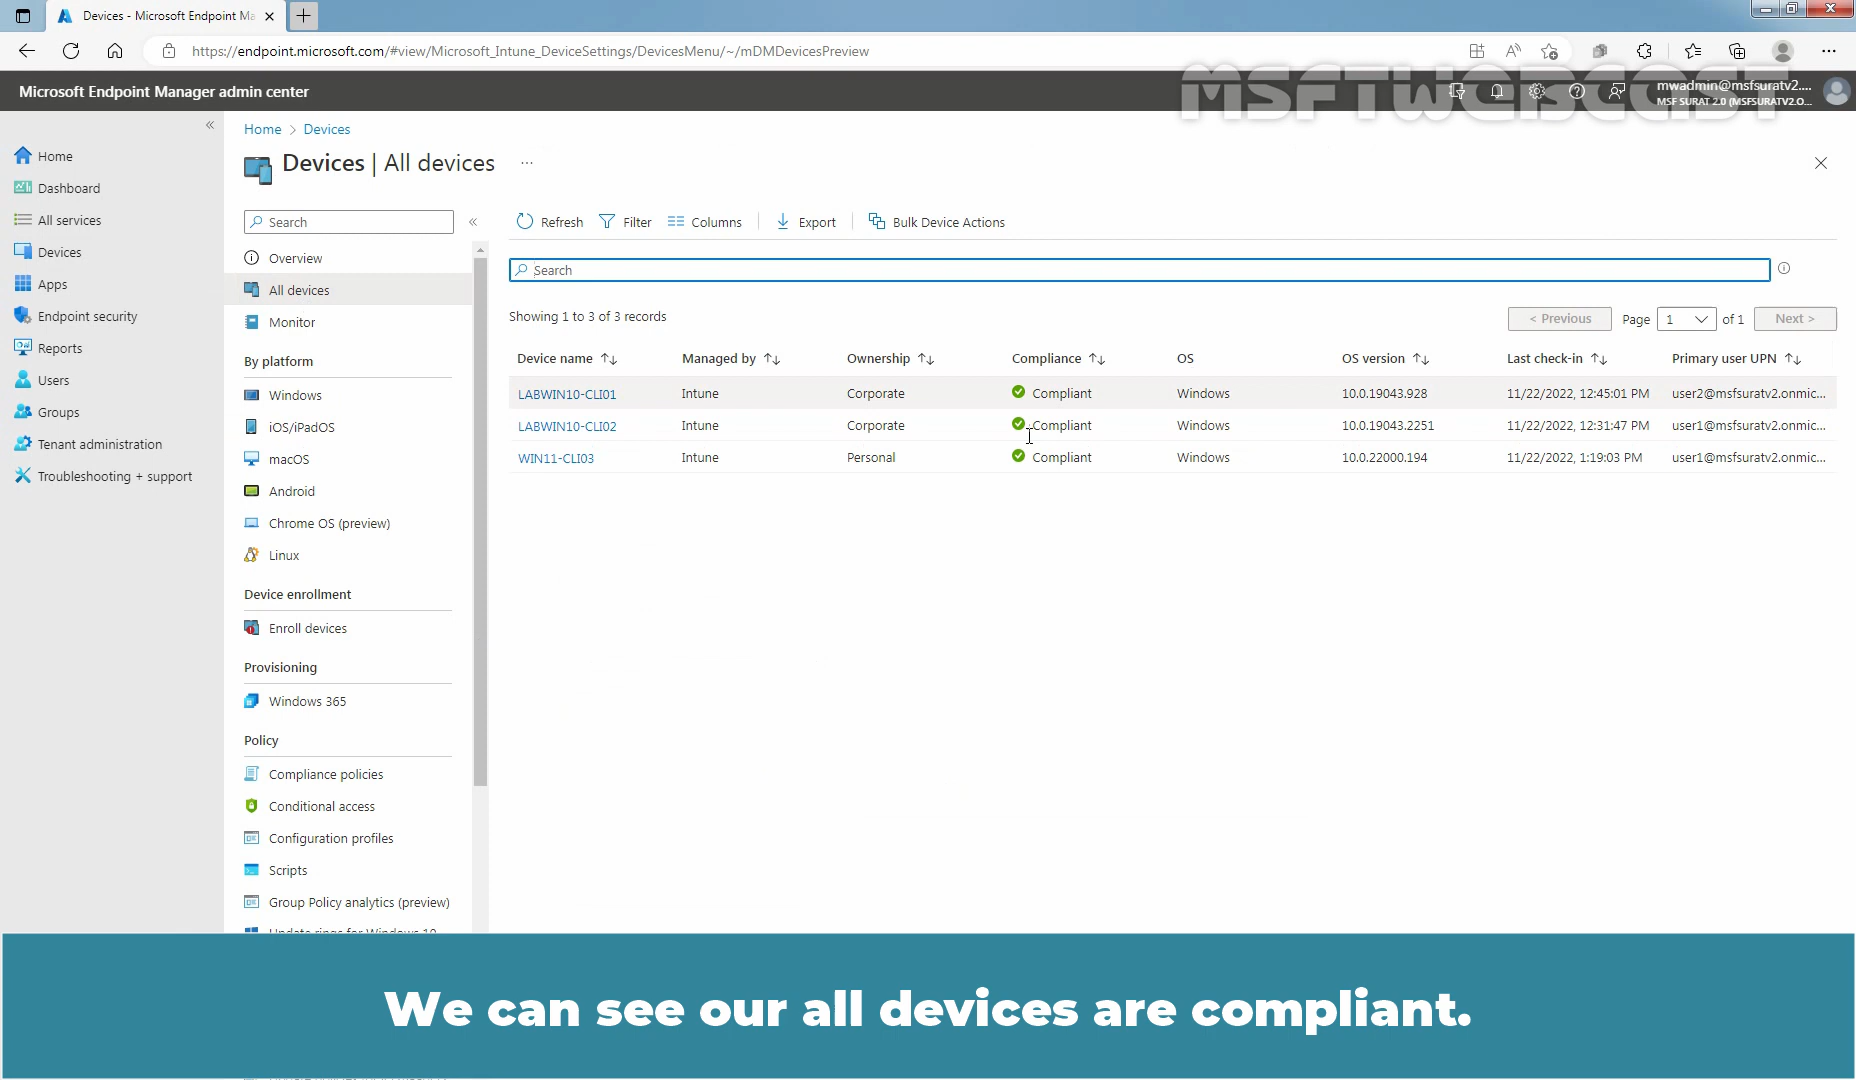 Devices - Microsoft Endpoint Ma
https://endpoint.microsoft.com/#view/Microsoft_Intune_DeviceSettings/DevicesMenu/~/mDMDevicesPreview
MSFTWEBCAST
Microsoft Endpoint Manager admin center
mwadmin@msfsuratv2....
MSF SURAT 2.0 (MSFSURATV2.O...
Home > Devices
Devices | All devices ...
Home
Dashboard
All services
Devices
Apps
Endpoint security
Reports
Users
Groups
Tenant administration
Troubleshooting + support
Search
Overview
All devices
Monitor
By platform
Windows
iOS/iPadOS
macOS
Android
Chrome OS (preview)
Linux
Device enrollment
Enroll devices
Provisioning
Windows 365
Policy
Compliance policies
Conditional access
Configuration profiles
Scripts
Group Policy analytics (preview)
Update rings for Windows 10
Refresh Filter Columns Export Bulk Device Actions
Search
Showing 1 to 3 of 3 records
< Previous Page 1 of 1 Next >
Device name Managed by Ownership Compliance OS OS version Last check-in Primary user UPN
LABWIN10-CLI01 Intune Corporate Compliant Windows 10.0.19043.928 11/22/2022, 12:45:01 PM user2@msfsuratv2.onmic...
LABWIN10-CLI02 Intune Corporate Compliant Windows 10.0.19043.2251 11/22/2022, 12:31:47 PM user1@msfsuratv2.onmic...
WIN11-CLI03 Intune Personal Compliant Windows 10.0.22000.194 11/22/2022, 1:19:03 PM user1@msfsuratv2.onmic...
We can see our all devices are compliant.